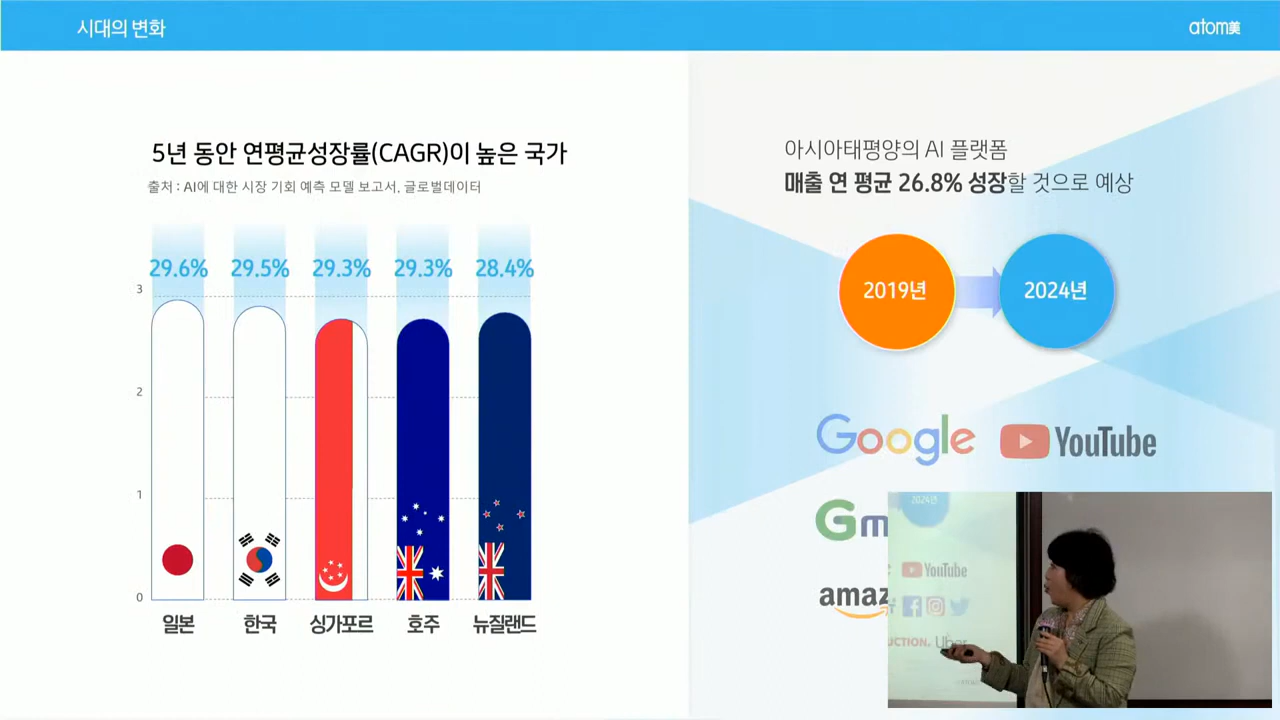 시대의 변화
atom美
5년 동안 연평균성장률(CAGR)이 높은 국가
출처 : AI에 대한 시장 기회 예측 모델 보고서, 글로벌데이터
29.6% 29.5% 29.3% 29.3% 28.4%
3
2
1
0
일본 한국 싱가포르 호주 뉴질랜드
아시아태평양의 AI 플랫폼
매출 연 평균 26.8% 성장할 것으로 예상
2019년
2024년
Google
YouTube
Gm
amaz
2024년
YouTube
UCTION.
Uber